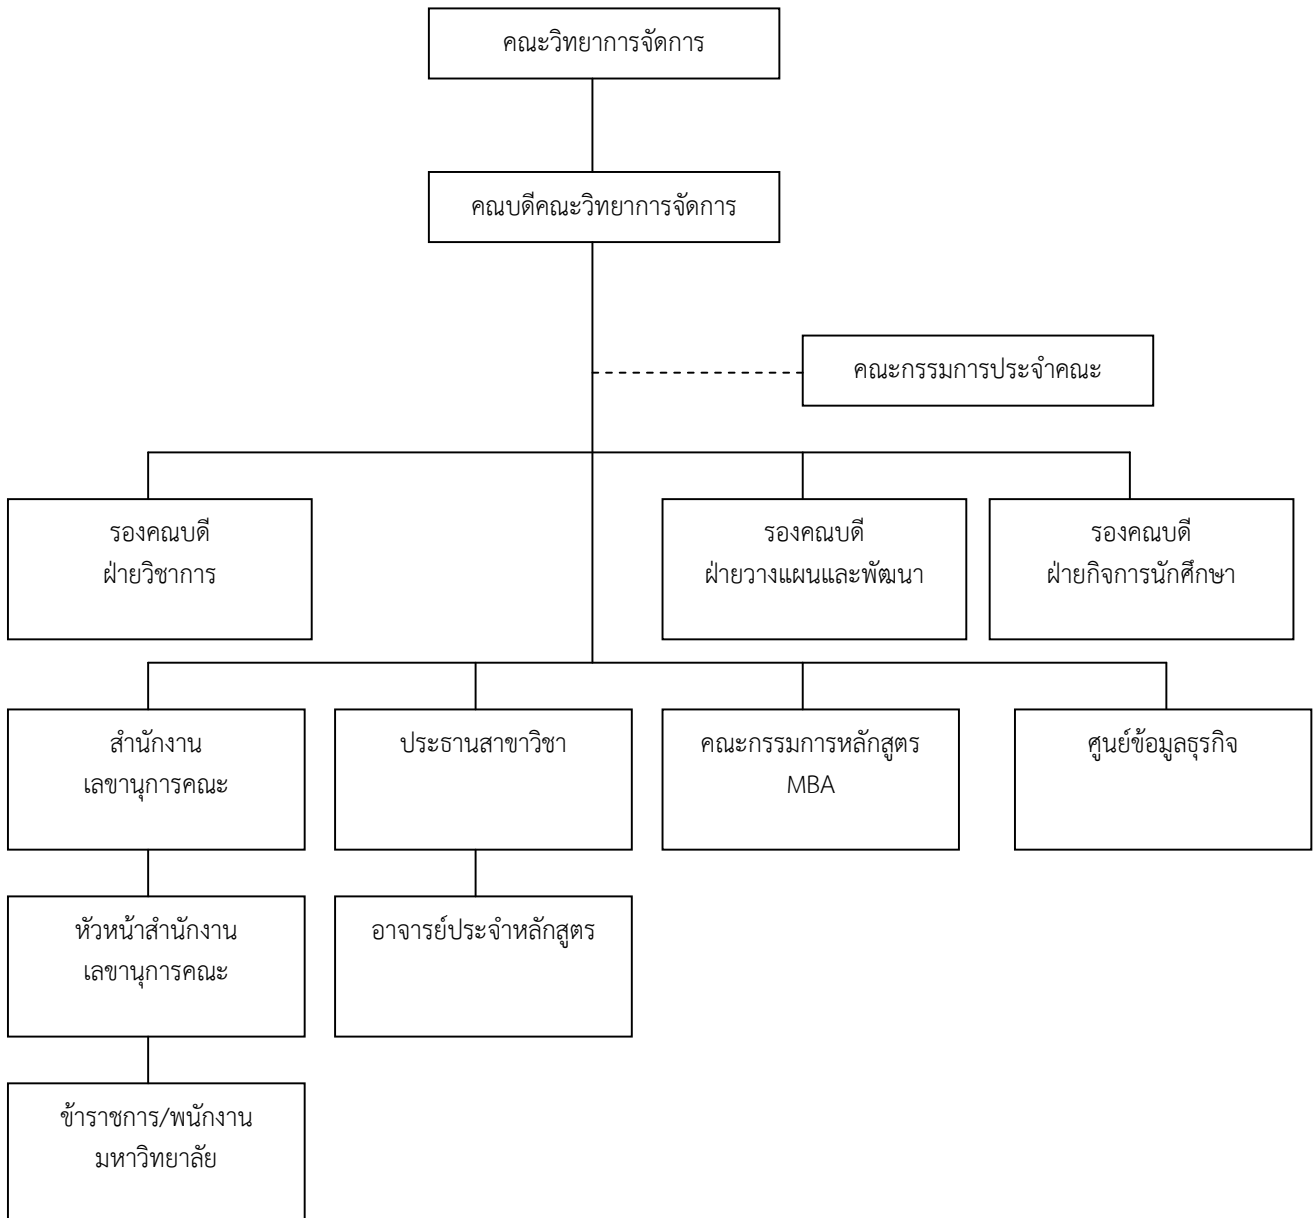 คณะวิทยาการจัดการ
คณบดีคณะวิทยาการจัดการ
คณะกรรมการประจำคณะ
รองคณบดี
ฝ่ายวิชาการ
รองคณบดี
ฝ่ายวางแผนและพัฒนา
รองคณบดี
ฝ่ายกิจการนักศึกษา
สำนักงาน
เลขานุการคณะ
ประธานสาขาวิชา
คณะกรรมการหลักสูตร
MBA
ศูนย์ข้อมูลธุรกิจ
หัวหน้าสำนักงาน
เลขานุการคณะ
อาจารย์ประจำหลักสูตร
ข้าราชการ/พนักงาน
มหาวิทยาลัย